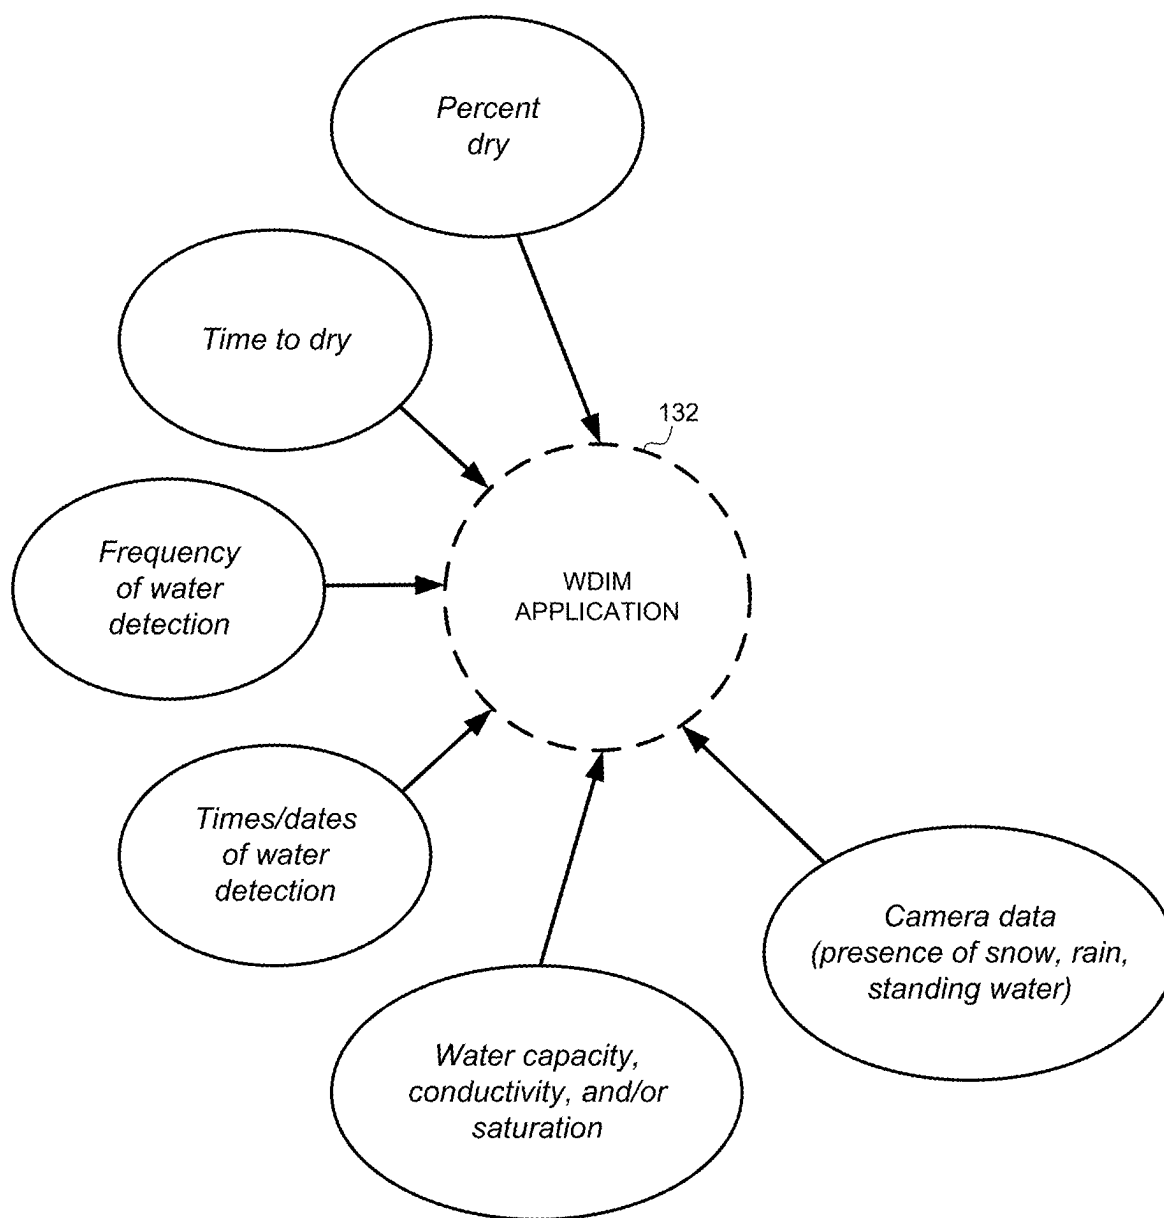 Percent
dry
Time to dry
132
Frequency
of water
detection
WDIM
APPLICATION
Times/dates
of water
detection
Camera data
(presence of snow, rain,
standing water)
Water capacity,
conductivity, and/or
saturation